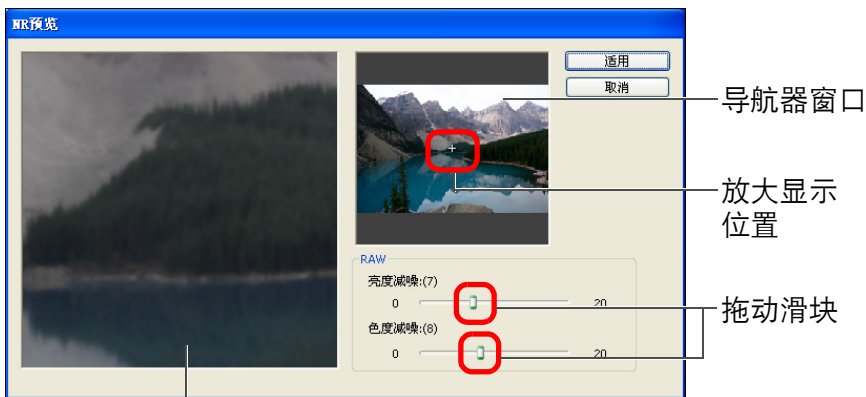 NR预览
适用
取消
导航器窗口
放大显示
位置
RAW
亮度减噪:(7)
0
20
色度减噪:(8)
0
20
拖动滑块